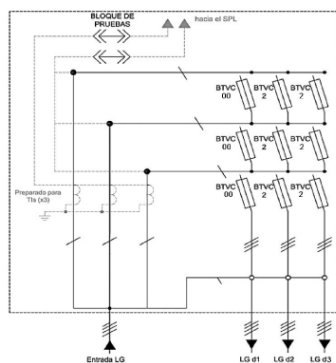 BLOQUE DE
PRUEBAS
hacia el SPL
BTVC
00
BTVC
2
BTVC
2
BTVC
00
BTVC
2
BTVC
2
BTVC
00
BTVC
2
BTVC
2
Preparado para
TIs (x3)
Entrada LG
LG d1
LG d2
LG d3